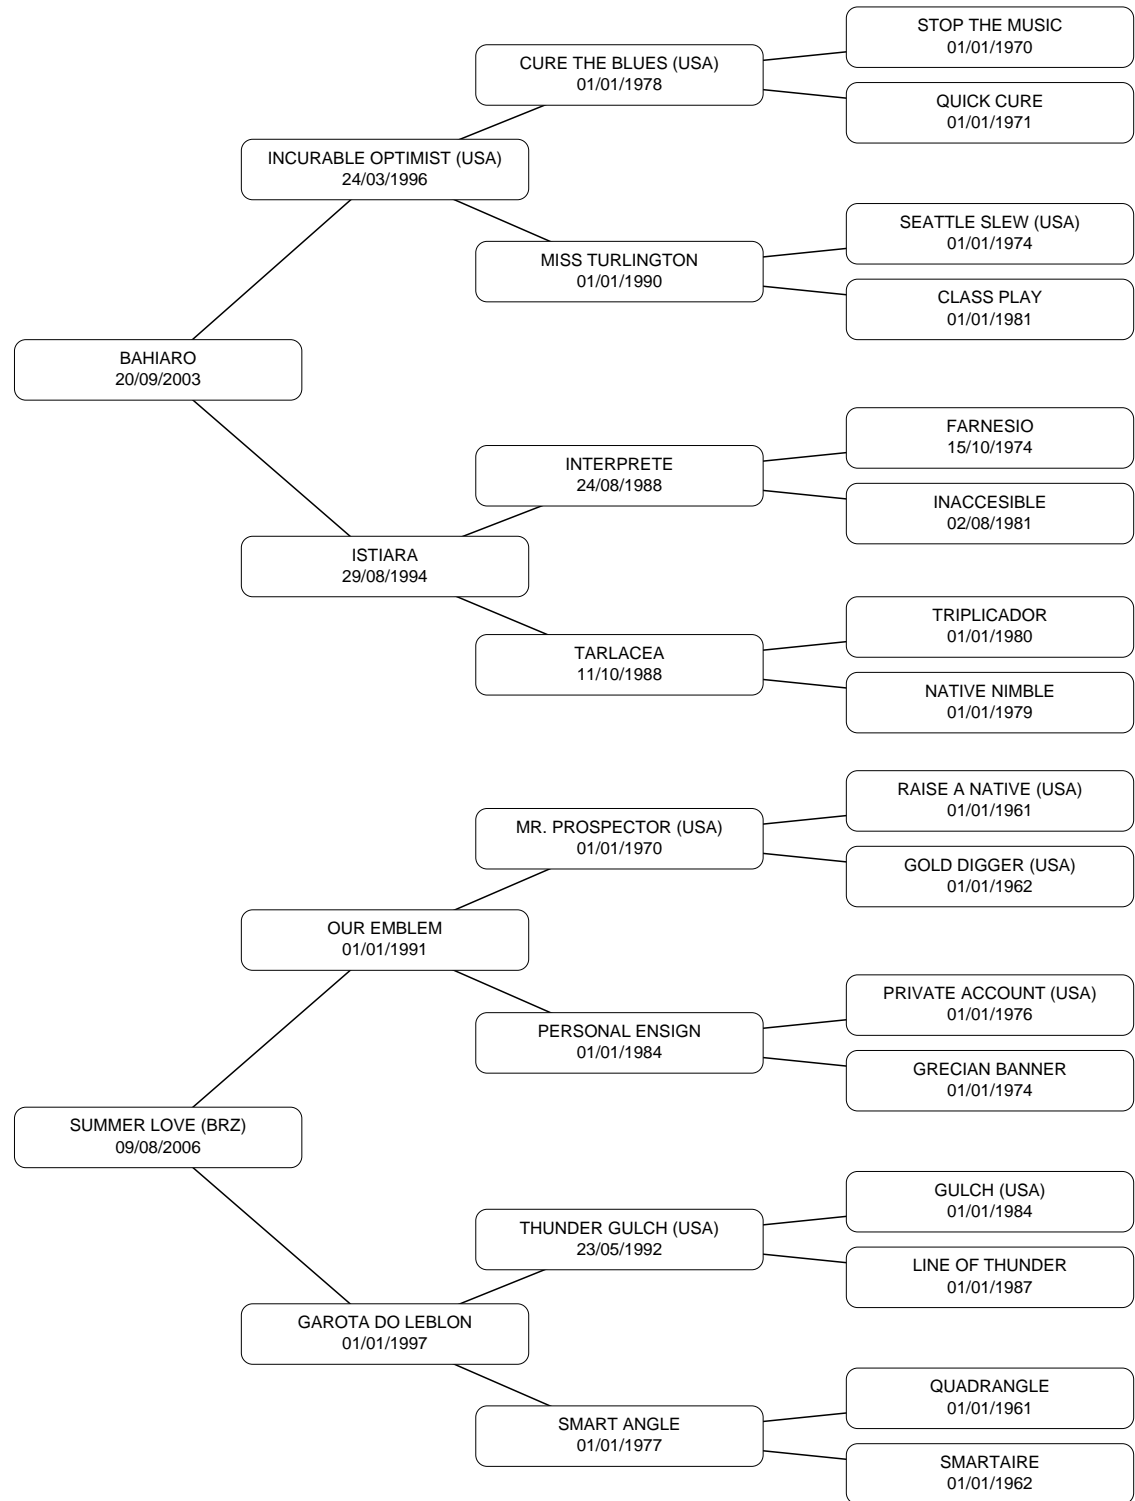 STOP THE MUSIC
01/01/1970
CURE THE BLUES (USA)
01/01/1978
QUICK CURE
01/01/1971
INCURABLE OPTIMIST (USA)
24/03/1996
SEATTLE SLEW (USA)
01/01/1974
MISS TURLINGTON
01/01/1990
CLASS PLAY
01/01/1981
BAHIARO
20/09/2003
FARNESIO
15/10/1974
INTERPRETE
24/08/1988
INACCESIBLE
02/08/1981
ISTIARA
29/08/1994
TRIPLICADOR
01/01/1980
TARLACEA
11/10/1988
NATIVE NIMBLE
01/01/1979
RAISE A NATIVE (USA)
01/01/1961
MR. PROSPECTOR (USA)
01/01/1970
GOLD DIGGER (USA)
01/01/1962
OUR EMBLEM
01/01/1991
PRIVATE ACCOUNT (USA)
01/01/1976
PERSONAL ENSIGN
01/01/1984
GRECIAN BANNER
01/01/1974
SUMMER LOVE (BRZ)
09/08/2006
GULCH (USA)
01/01/1984
THUNDER GULCH (USA)
23/05/1992
LINE OF THUNDER
01/01/1987
GAROTA DO LEBLON
01/01/1997
QUADRANGLE
01/01/1961
SMART ANGLE
01/01/1977
SMARTAIRE
01/01/1962